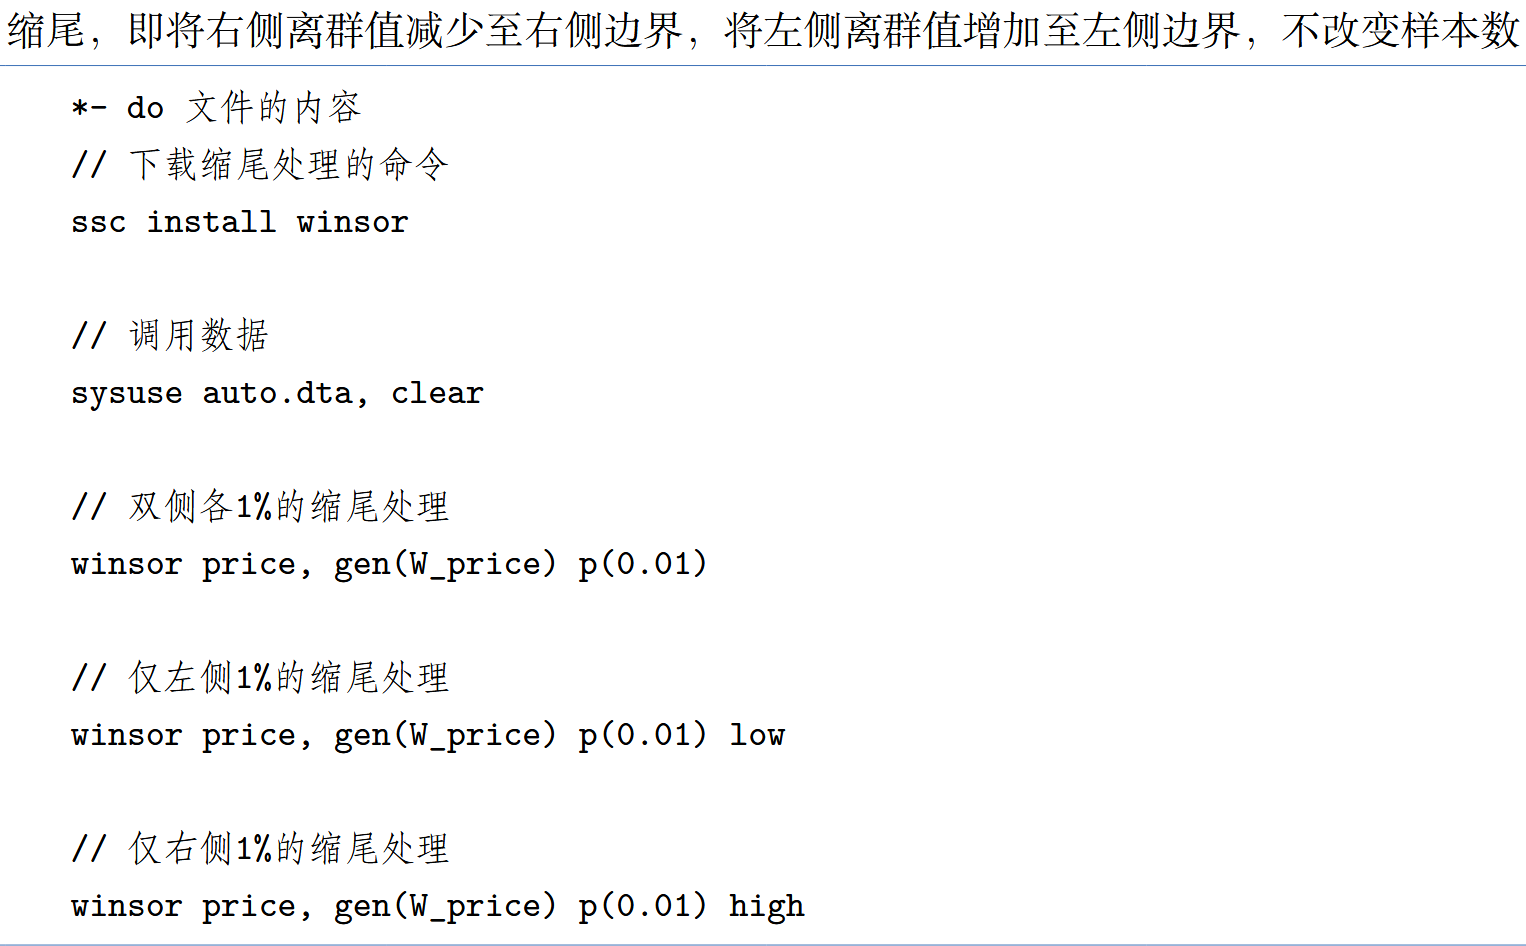 缩尾，即将右侧离群值减少至右侧边界，将左侧离群值增加至左侧边界，不改变样本数
*- do 文件的内容
// 下载缩尾处理的命令
ssc install winsor
// 调用数据
sysuse auto.dta, clear
// 双侧各1%的缩尾处理
winsor price, gen(W_price) p(0.01)
// 仅左侧1%的缩尾处理
winsor price, gen(W_price) p(0.01) low
// 仅右侧1%的缩尾处理
winsor price, gen(W_price) p(0.01) high